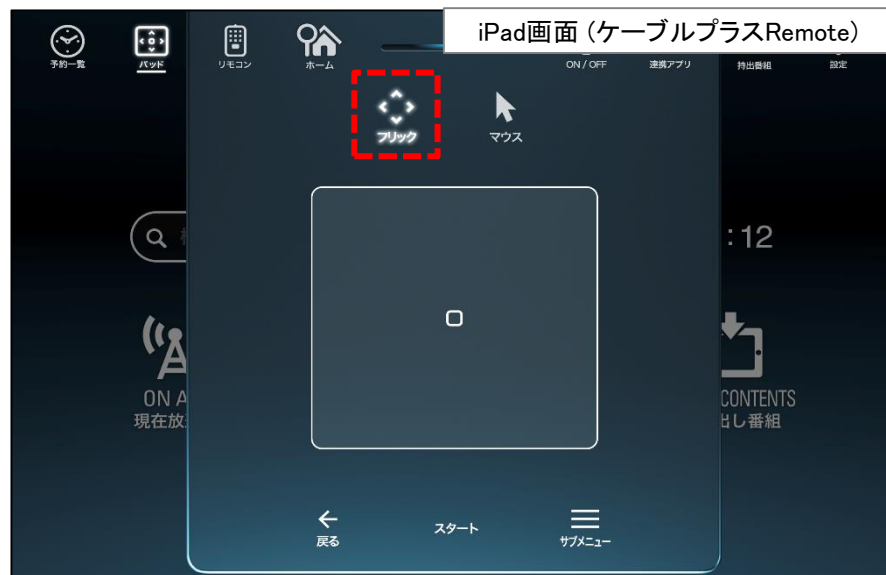 iPad画面（ケーブルプラスRemote）
予約一覧
パッド
リモコン
ホーム
ON / OFF
連携アプリ
持出番組
設定
フリック
マウス
:12
ON A
現在放
CONTENTS
出し番組
戻る
スタート
サブメニュー